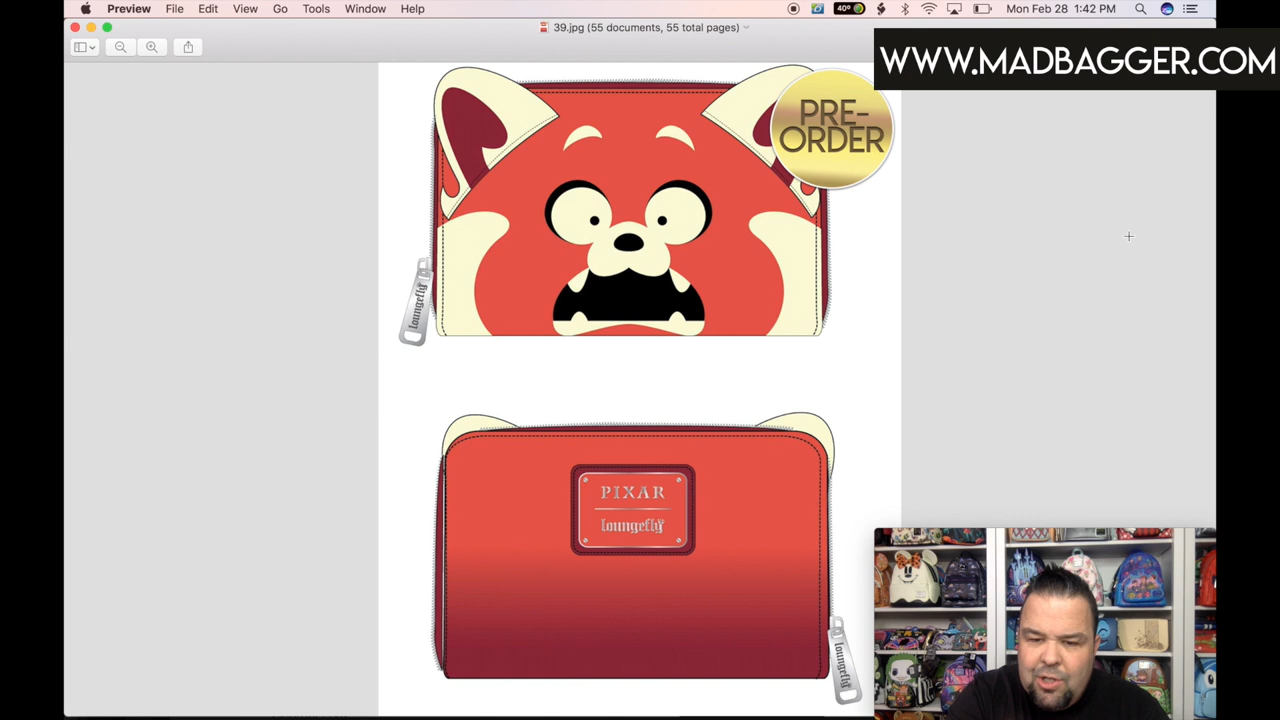 Preview File Edit View Go Tools Window Help
40° Mon Feb 28 1:42 PM
39.jpg (55 documents, 55 total pages)
WWW.MADBAGGER.COM
PRE-
ORDER
loungefly
PIXAR
loungefly
loungefly